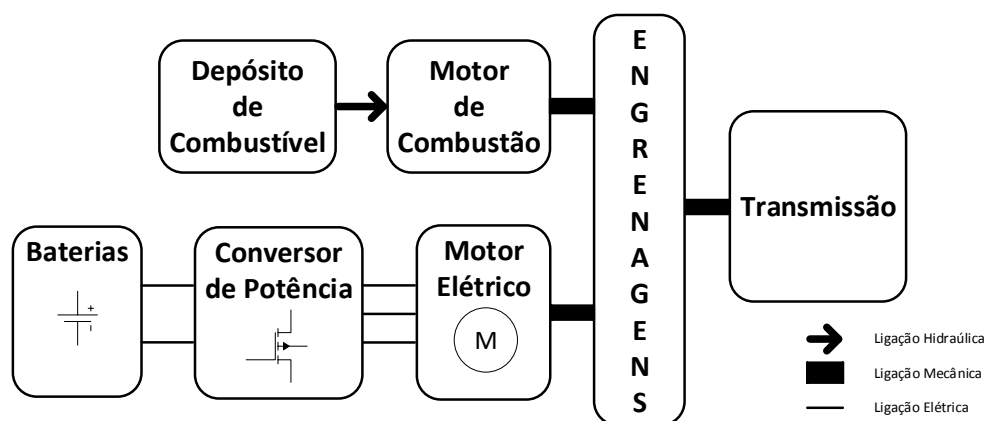 Depósito
de
Combustível
Motor
de
Combustão
E
N
G
R
E
N
A
G
E
N
S
Transmissão
Baterias
+
-
Conversor
de Potência
Motor
Elétrico
M
Ligação Hidraúlica
Ligação Mecânica
Ligação Elétrica